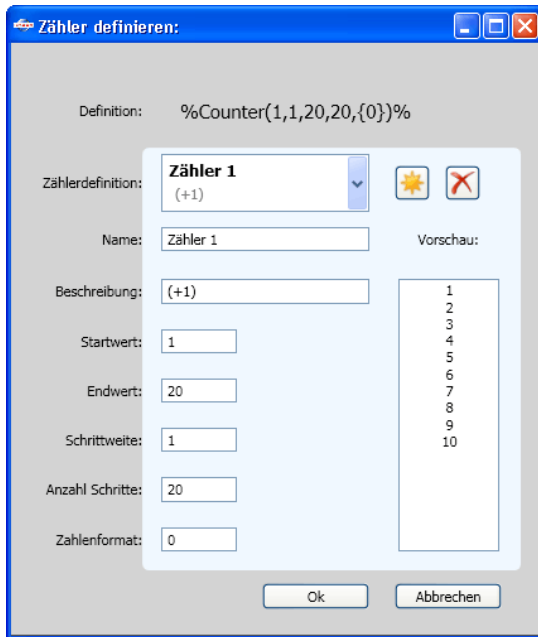 Zähler definieren:
Definition: %Counter(1,1,20,20,{0})%
Zählerdefinition: Zähler 1
(+1)
Name: Zähler 1 Vorschau:
Beschreibung: (+1)
1
2
3
4
5
6
7
8
9
10
Startwert: 1
Endwert: 20
Schrittweite: 1
Anzahl Schritte: 20
Zahlenformat: 0
Ok Abbrechen